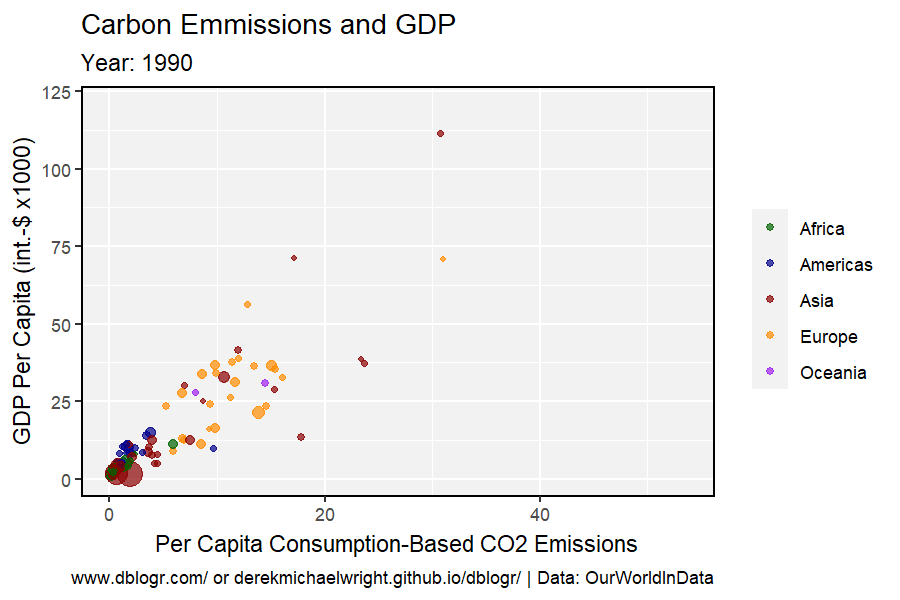 Carbon Emmissions and GDP
Year: 1990
125
100
75
50
25
0
GDP Per Capita (int.-$ x1000)
0 20 40
Per Capita Consumption-Based CO2 Emissions
Africa
Americas
Asia
Europe
Oceania
www.dblogr.com/ or derekmichaelwright.github.io/dblogr/ | Data: OurWorldInData